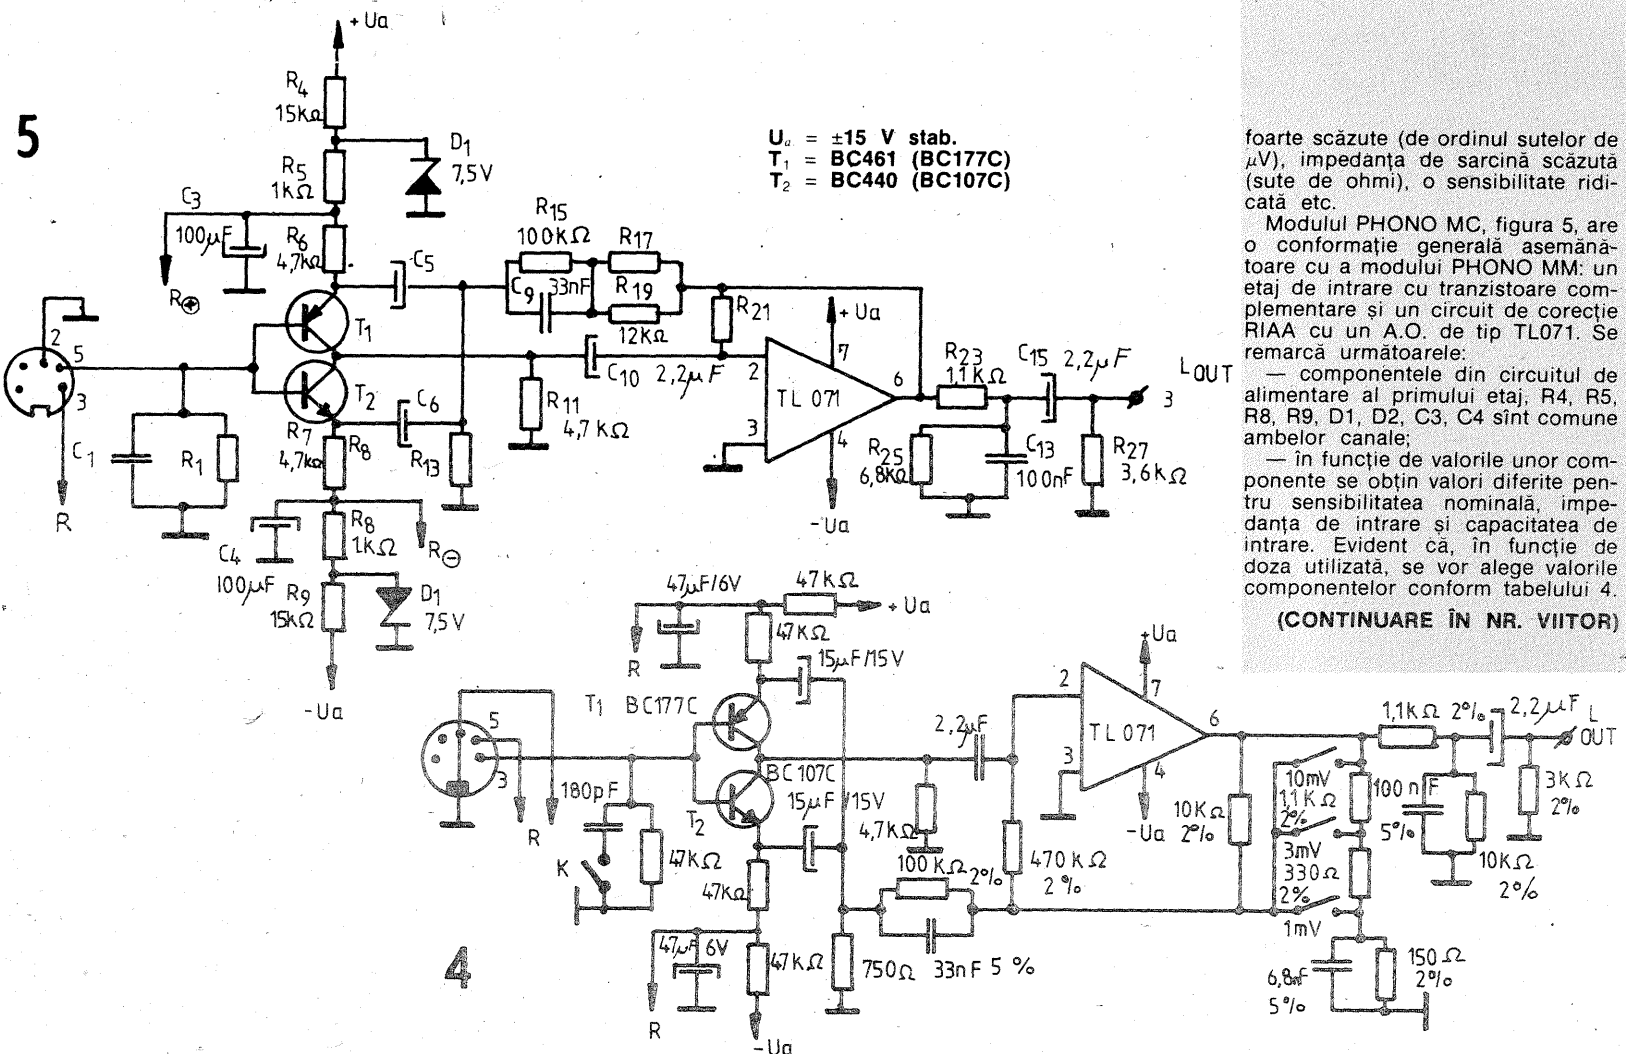 5
+Ua
R4
15kΩ
R5
1kΩ
D1
7,5V
C3
100µF
R6
4,7kΩ
R⊕
C5
T1
2
5
3
R
C1
R1
T2
C6
R7
4,7kΩ
R8
R13
C4
100µF
R8
1kΩ
R⊖
R9
15kΩ
D1
7,5V
-Ua
R15
100KΩ
R17
C9
33nF
R19
12KΩ
R21
C10
2,2µF
R11
4,7KΩ
2
3
TL071
+Ua
7
6
4
-Ua
R23
1,1KΩ
C15
2,2µF
LOUT
3
R25
6,8KΩ
C13
100nF
R27
3,6KΩ
Ua = ±15 V stab.
T1 = BC461 (BC177C)
T2 = BC440 (BC107C)
foarte scăzute (de ordinul sutelor de
µV), impedanța de sarcină scăzută
(sute de ohmi), o sensibilitate ridi-
cată etc.
Modulul PHONO MC, figura 5, are
o conformație generală asemănă-
toare cu a modului PHONO MM: un
etaj de intrare cu tranzistoare com-
plementare și un circuit de corecție
RIAA cu un A.O. de tip TL071. Se
remarcă următoarele:
— componentele din circuitul de
alimentare al primului etaj, R4, R5,
R8, R9, D1, D2, C3, C4 sînt comune
ambelor canale;
— în funcție de valorile unor com-
ponente se obțin valori diferite pen-
tru sensibilitatea nominală, impe-
danța de intrare și capacitatea de
intrare. Evident că, în funcție de
doza utilizată, se vor alege valorile
componentelor conform tabelului 4.
(CONTINUARE ÎN NR. VIITOR)
4
47µF/6V
47KΩ
+Ua
R
47KΩ
15µF/15V
T1 BC177C
5
3
R
180pF
K
47KΩ
BC107C
T2
15µF/15V
47KΩ
47µF 6V
R
47KΩ
-Ua
750Ω
100KΩ 2%
33nF 5 %
2,2µF
4,7KΩ
470KΩ
2%
2
3
TL071
+Ua
7
6
4
-Ua
10KΩ
2%
10mV
1,1KΩ
2%
3mV
330Ω
2%
1mV
6,8nF
5%
150Ω
2%
1,1KΩ 2%
2,2µF
L
OUT
100nF
5%
10KΩ
2%
3KΩ
2%